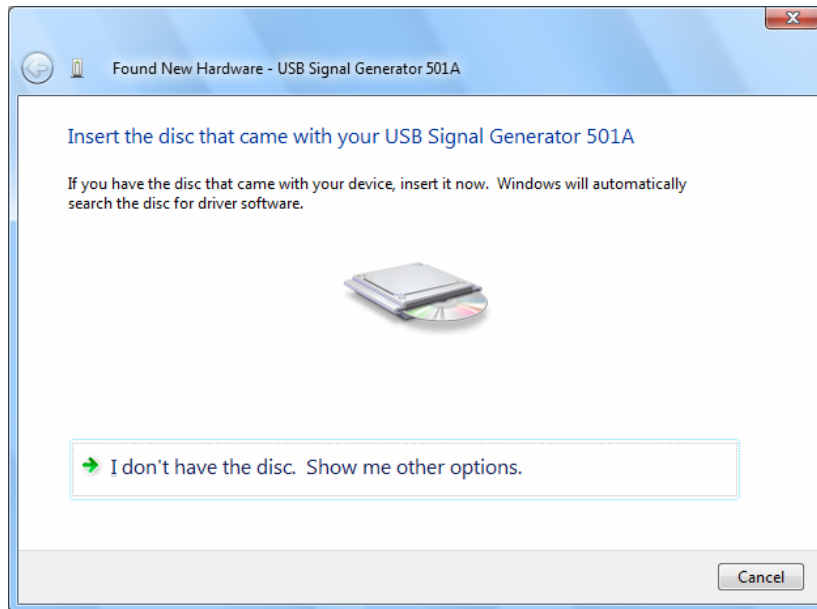 Found New Hardware - USB Signal Generator 501A
Insert the disc that came with your USB Signal Generator 501A
If you have the disc that came with your device, insert it now.  Windows will automatically
search the disc for driver software.
I don't have the disc.  Show me other options.
Cancel